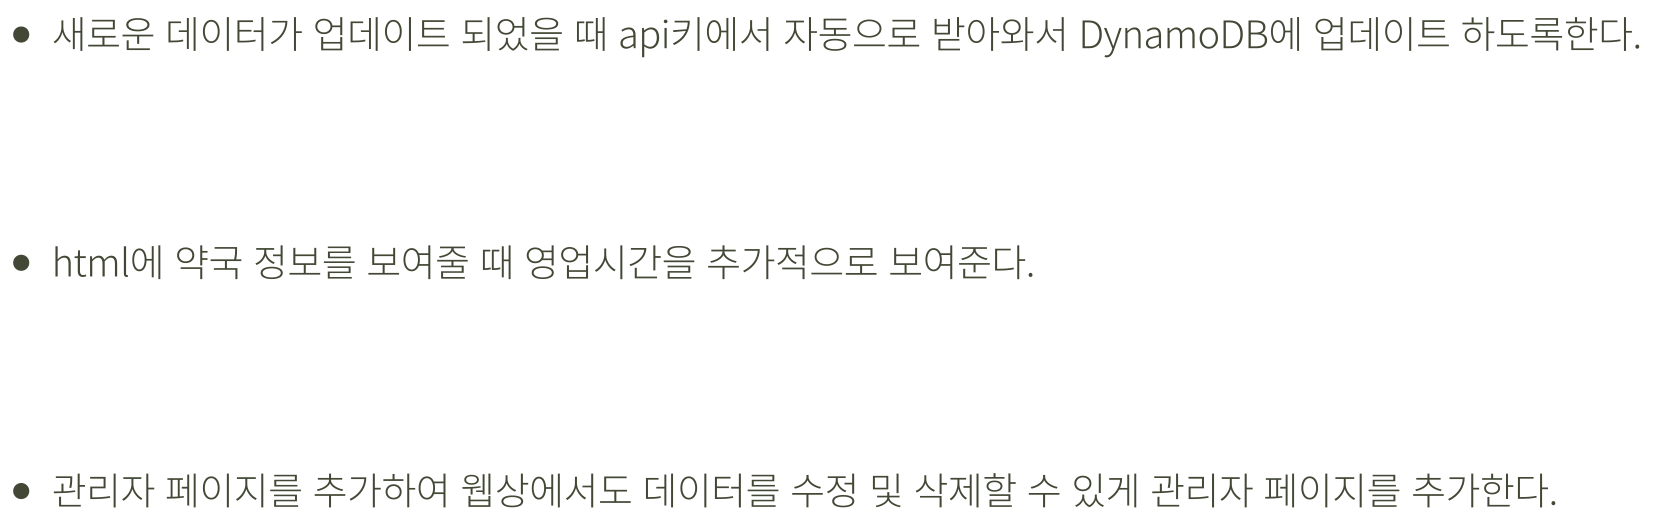 ● 새로운 데이터가 업데이트 되었을 때 api키에서 자동으로 받아와서 DynamoDB에 업데이트 하도록한다.
● html에 약국 정보를 보여줄 때 영업시간을 추가적으로 보여준다.
● 관리자 페이지를 추가하여 웹상에서도 데이터를 수정 및 삭제할 수 있게 관리자 페이지를 추가한다.